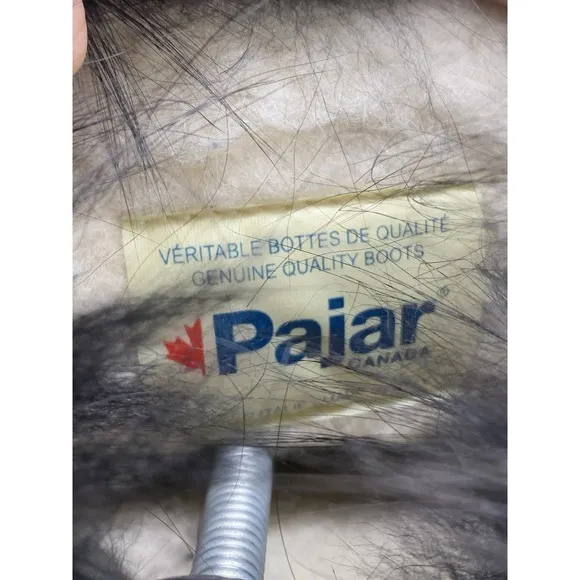 VÉRITABLE BOTTES DE QUALITÉ
GENUINE QUALITY BOOTS
Pajar®
CANADA